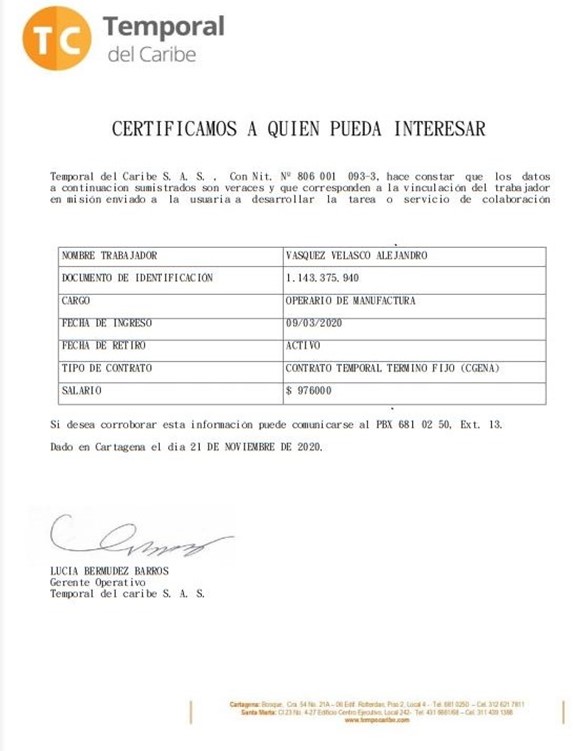 TC Temporal
del Caribe
CERTIFICAMOS A QUIEN PUEDA INTERESAR
Temporal del Caribe S. A. S. , Con Nit. Nº 806 001 093-3, hace constar que los datos
a continuacion sumistrados son veraces y que corresponden a la vinculación del trabajador
en misión enviado a la usuaria a desarrollar la tarea o servicio de colaboración
NOMBRE TRABAJADOR VASQUEZ VELASCO ALEJANDRO
DOCUMENTO DE IDENTIFICACIÓN 1.143.375.940
CARGO OPERARIO DE MANUFACTURA
FECHA DE INGRESO 09/03/2020
FECHA DE RETIRO ACTIVO
TIPO DE CONTRATO CONTRATO TEMPORAL TERMINO FIJO (CGENA)
SALARIO $ 976000
Si desea corroborar esta información puede comunicarse al PBX 681 02 50, Ext. 13.
Dado en Cartagena el dia 21 DE NOVIEMBRE DE 2020.
LUCIA BERMUDEZ BARROS
Gerente Operativo
Temporal del caribe S. A. S.
Cartagena: Bosque, Cra. 54 No. 21A - 06 Edif. Rotterdan, Piso 2, Local 4 - Tel. 681 0250 - Cel. 312 621 7811
Santa Marta: Cl 23 No. 4-27 Edificio Centro Ejecutivo, Local 242- Tel: 431 - Cel. 311 439 1366
www.tempocaribe.com